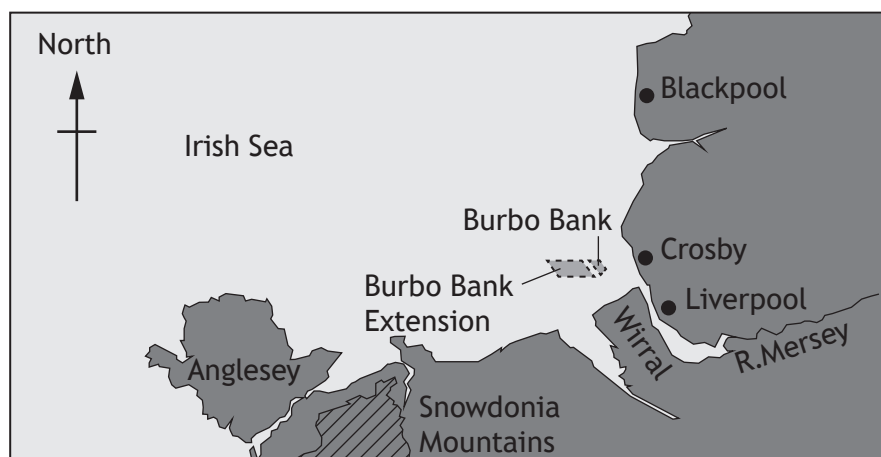 North
Blackpool
Irish Sea
Burbo Bank
Crosby
Burbo Bank
Extension
Liverpool
Wirral
R.Mersey
Anglesey
Snowdonia
Mountains